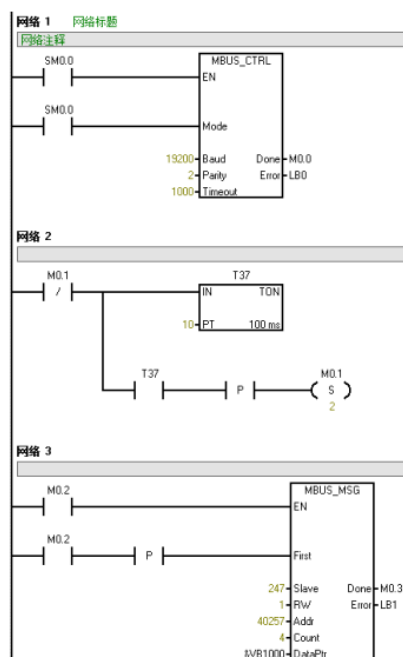 网络 1 网络标题
网络注释
SM0.0
MBUS_CTRL
EN
SM0.0
Mode
19200 Baud Done M0.0
2 Parity Error LB0
1000 Timeout
网络 2
M0.1
/
T37
IN TON
10 PT 100 ms
T37
P
M0.1
S
2
网络 3
M0.2
MBUS_MSG
EN
M0.2
P
First
247 Slave Done M0.3
1 RW Error LB1
40257 Addr
4 Count
&VB1000 DataPtr